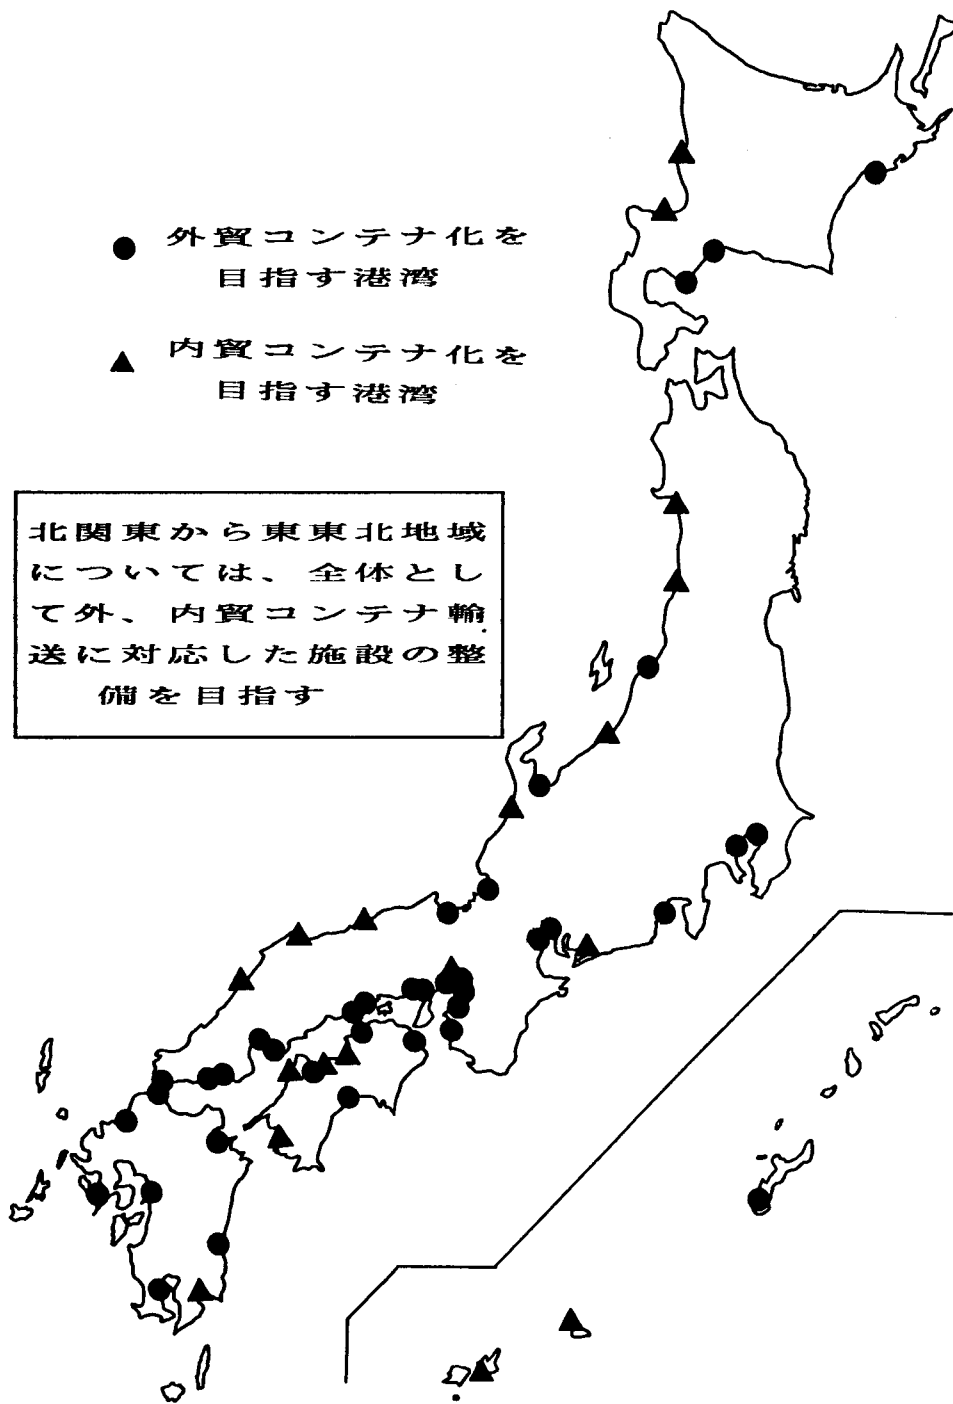 外貿コンテナ化を
目指す港湾
内貿コンテナ化を
目指す港湾
北関東から東東北地域
については、全体とし
て外、内貿コンテナ輸
送に対応した施設の整
備を目指す